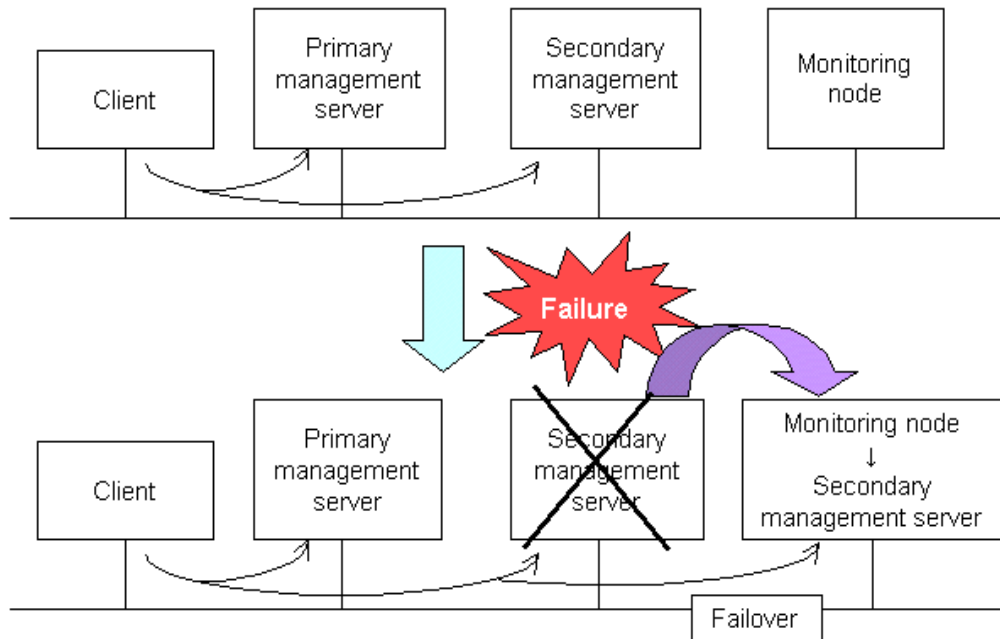 Client
Primary
management
server
Secondary
management
server
Monitoring
node
Failure
Client
Primary
management
server
Secondary
management
server
Monitoring node
↓
Secondary
management server
Failover